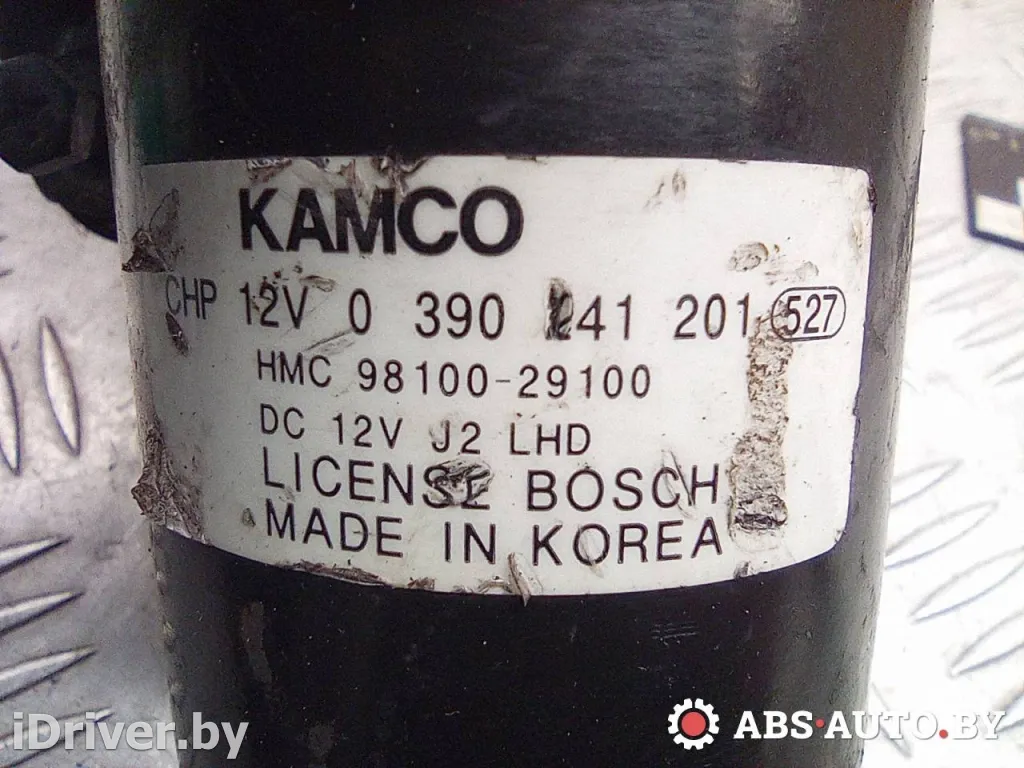 KAMCO
CHP 12V 0 390 241 201 527
HMC 98100-29100
DC 12V J2 LHD
LICENSE BOSCH
MADE IN KOREA
iDriver.by
ABS-AUTO.BY